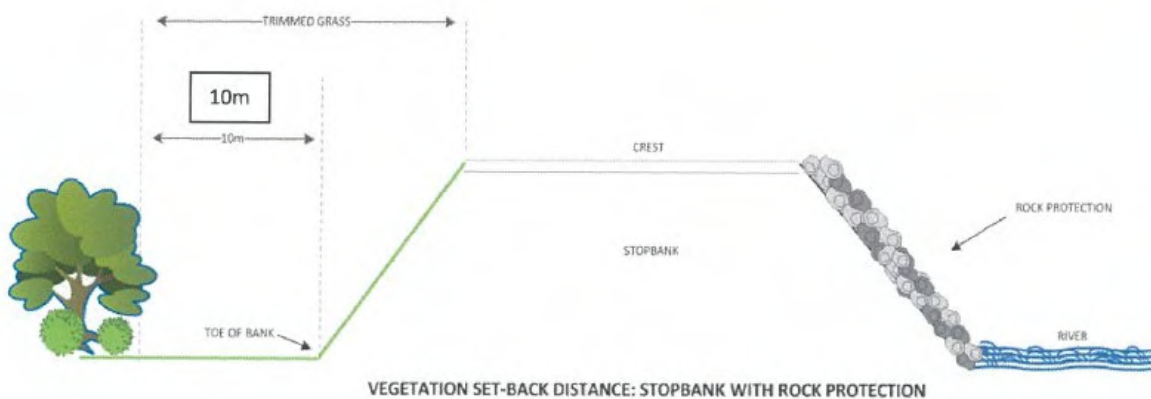 TRIMMED GRASS
10m
10m
CREST
ROCK PROTECTION
STOPBANK
TOE OF BANK
RIVER
VEGETATION SET-BACK DISTANCE: STOPBANK WITH ROCK PROTECTION